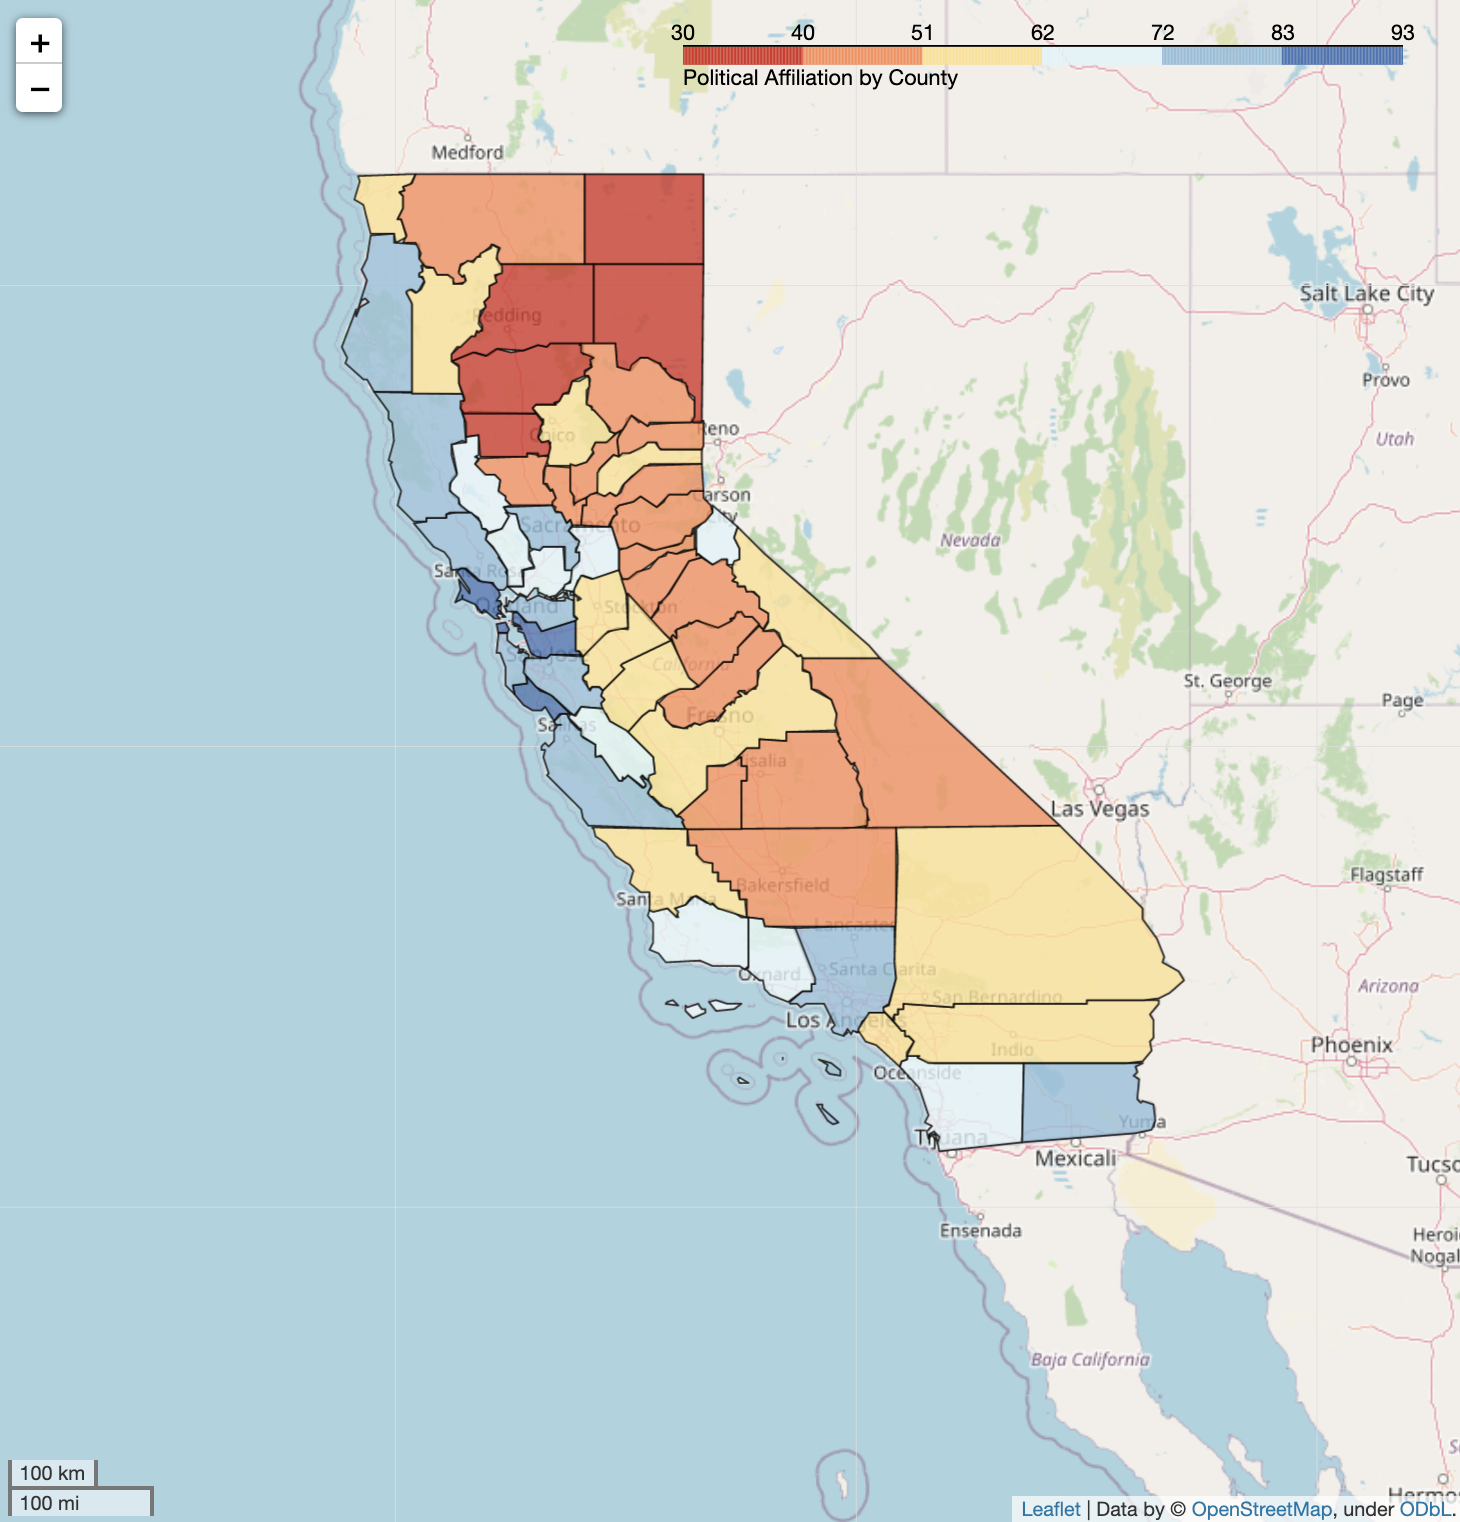 +
−
30 40 51 62 72 83 93
Political Affiliation by County
Medford
Salt Lake City
Redding
Provo
Reno
Chico
Utah
Carson City
Sacramento
Nevada
Santa Rosa
Oakland
Stockton
San Jose
California
St. George
Page
Salinas
Fresno
Visalia
Las Vegas
Flagstaff
Bakersfield
Santa Maria
Lancaster
Oxnard
Santa Clarita
Arizona
San Bernardino
Los Angeles
Phoenix
Indio
Oceanside
Yuma
Tijuana
Mexicali
Tucso
Ensenada
Heroi
Nogal
Baja California
S
100 km
100 mi
Hermos
Leaflet | Data by © OpenStreetMap, under ODbL.